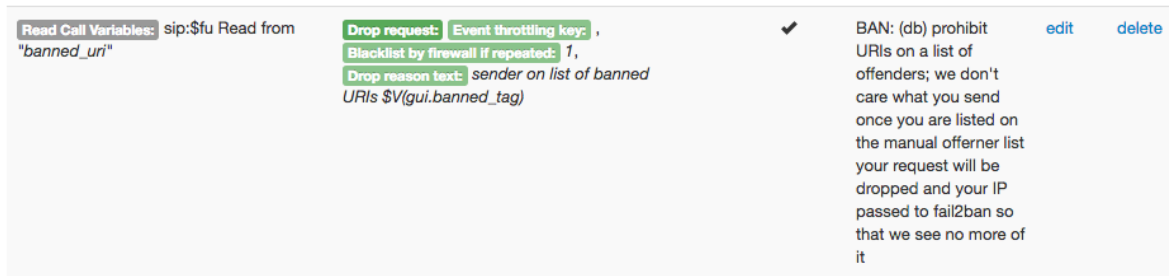 Read Call Variables: sip:$fu Read from
"banned_uri"
Drop request: Event throttling key: ,
Blacklist by firewall if repeated: 1,
Drop reason text: sender on list of banned
URIs $V(gui.banned_tag)
✔
BAN: (db) prohibit
URIs on a list of
offenders; we don't
care what you send
once you are listed on
the manual offerner list
your request will be
dropped and your IP
passed to fail2ban so
that we see no more of
it
edit
delete